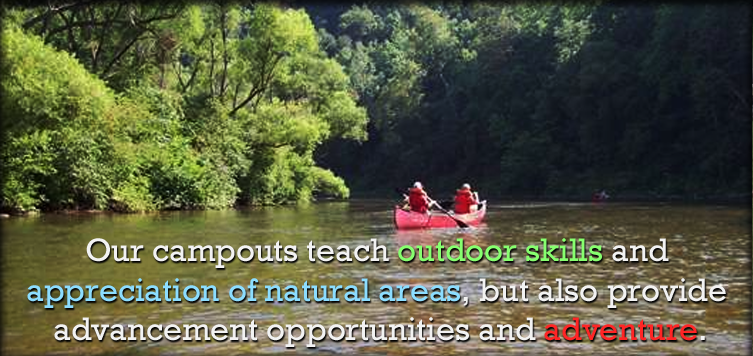 Our campouts teach outdoor skills and
appreciation of natural areas, but also provide
advancement opportunities and adventure.